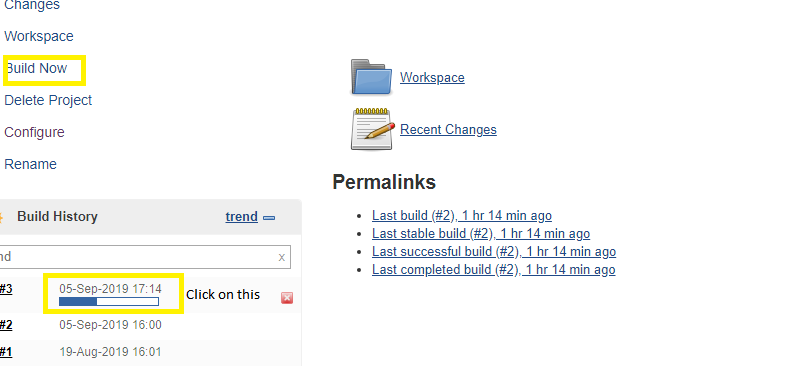 Changes
Workspace
Build Now
Delete Project
Configure
Rename
Workspace
Recent Changes
Permalinks
Last build (#2), 1 hr 14 min ago
Last stable build (#2), 1 hr 14 min ago
Last successful build (#2), 1 hr 14 min ago
Last completed build (#2), 1 hr 14 min ago
Build History trend
nd x
#3 05-Sep-2019 17:14 Click on this
#2 05-Sep-2019 16:00
#1 19-Aug-2019 16:01